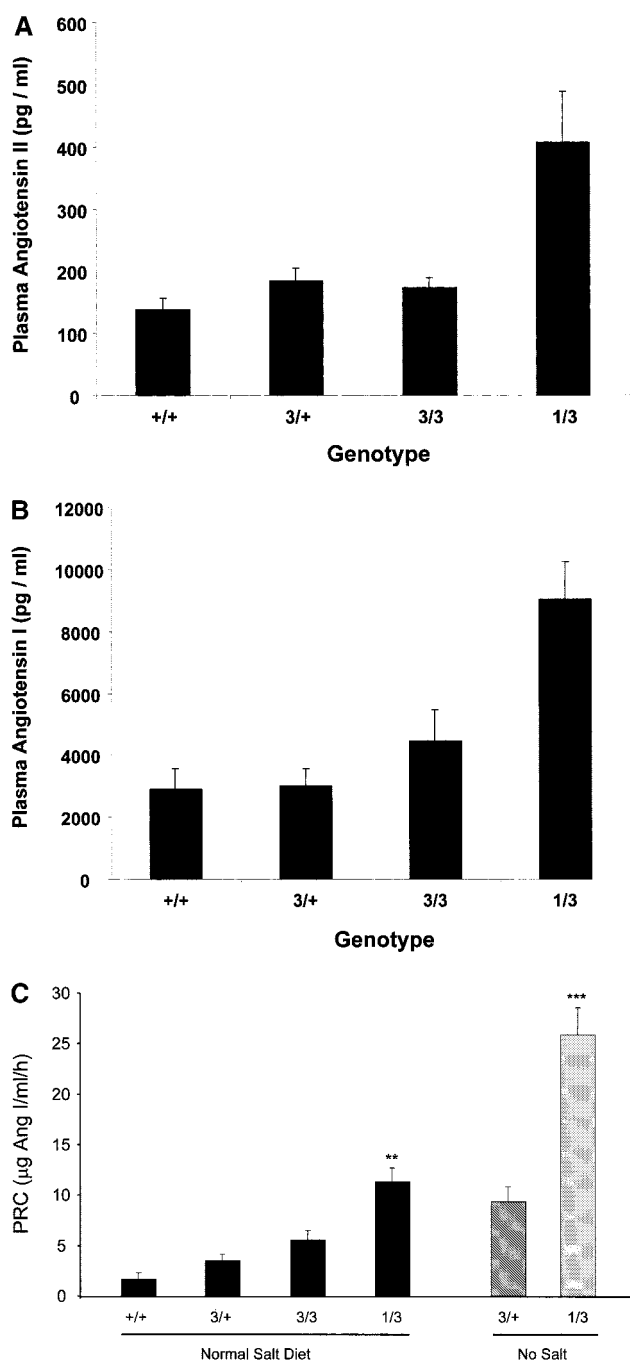 A
Plasma Angiotensin II (pg / ml)
600
500
400
300
200
100
0
+/+ 3/+ 3/3 1/3
Genotype
B
Plasma Angiotensin I (pg / ml)
12000
10000
8000
6000
4000
2000
0
+/+ 3/+ 3/3 1/3
Genotype
C
PRC (µg Ang I/ml/h)
30
25
20
15
10
5
0
**
***
+/+ 3/+ 3/3 1/3 3/+ 1/3
Normal Salt Diet No Salt